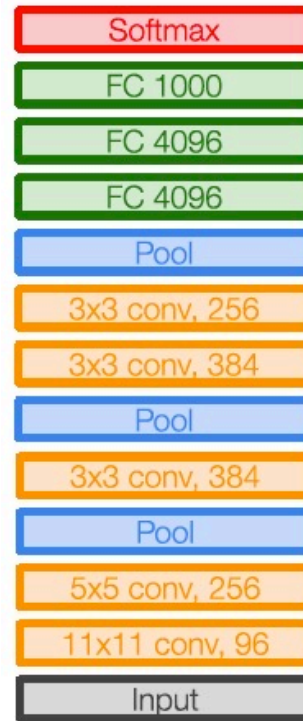 Softmax
FC 1000
FC 4096
FC 4096
Pool
3x3 conv, 256
3x3 conv, 384
Pool
3x3 conv, 384
Pool
5x5 conv, 256
11x11 conv, 96
Input